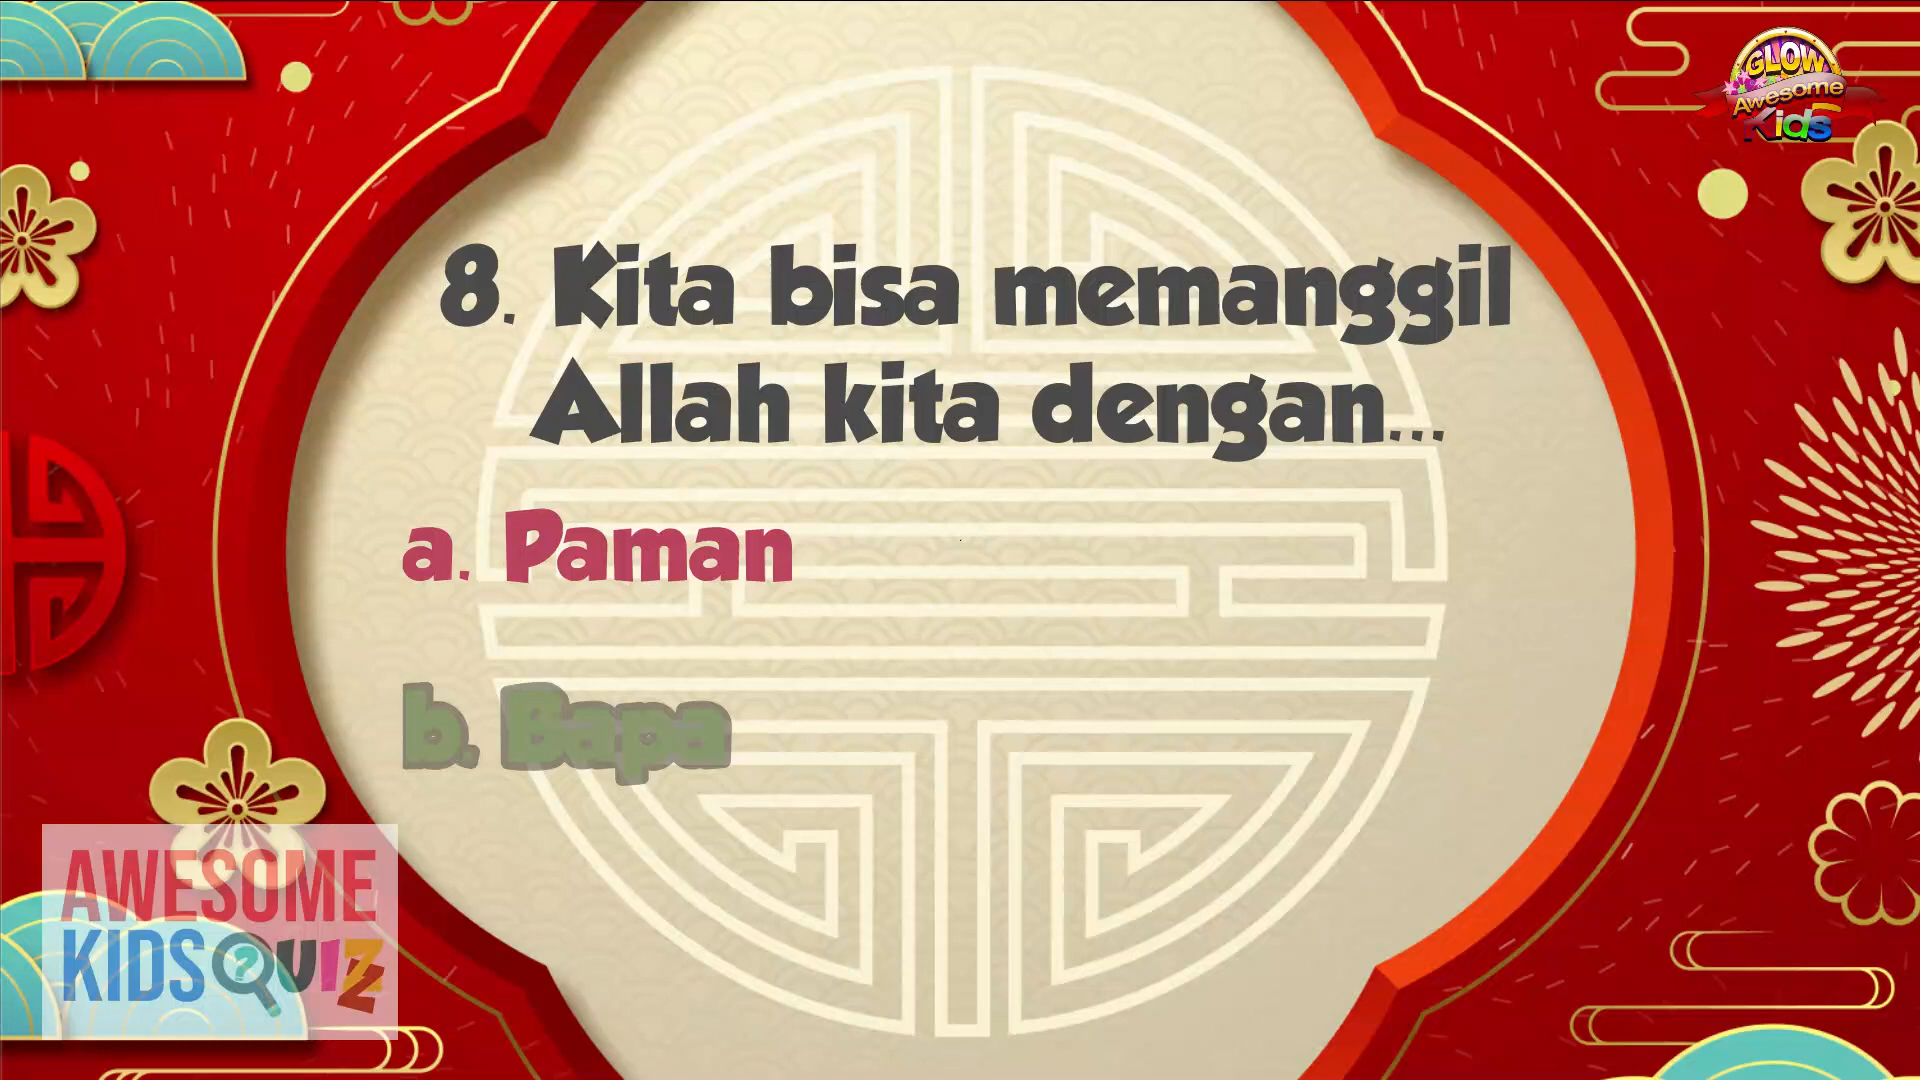 GLOW
Awesome
Kids
8. Kita bisa memanggil
Allah kita dengan...
a. Paman
b. Bapa
AWESOME
KIDS QUIZ